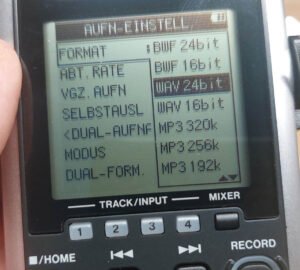 AUFN-EINSTELL.
FORMAT BWF 24bit
ABT. RATE BWF 16bit
VGZ. AUFN WAV 24bit
SELBSTAUSL WAV 16bit
<DUAL-AUFNA MP3 320k
MODUS MP3 256k
DUAL-FORM. MP3 192k
TRACK/INPUT MIXER
1 2 3 4
■/HOME |◀◀ ▶▶| RECORD